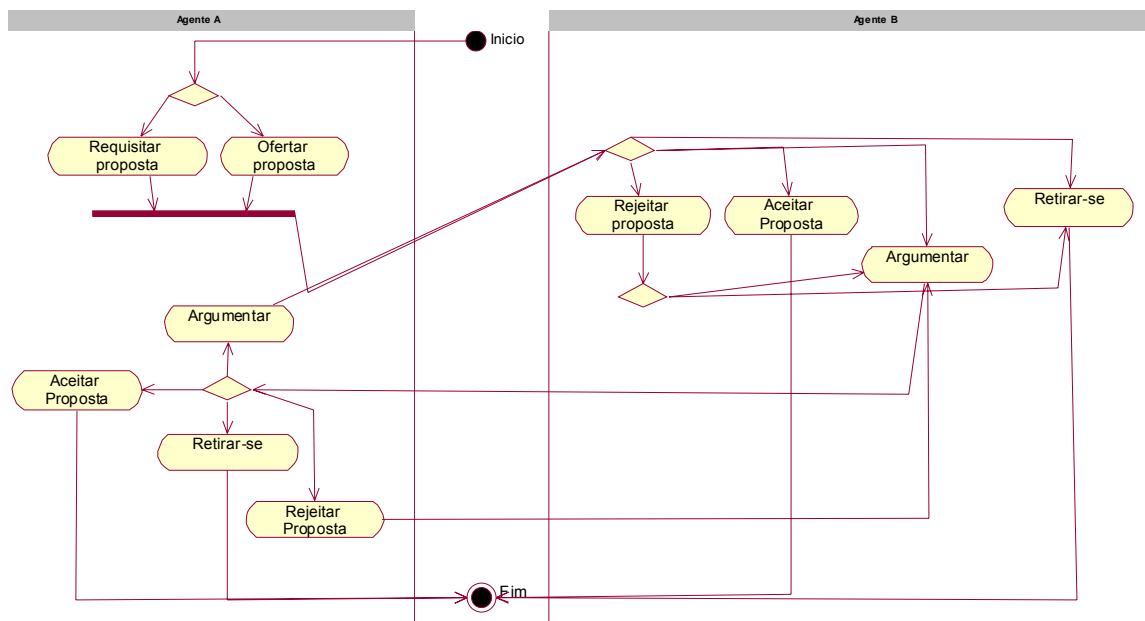 Agente A
Agente B
Inicio
Requisitar
proposta
Ofertar
proposta
Rejeitar
proposta
Aceitar
Proposta
Retirar-se
Argumentar
Argumentar
Aceitar
Proposta
Retirar-se
Rejeitar
Proposta
Fim